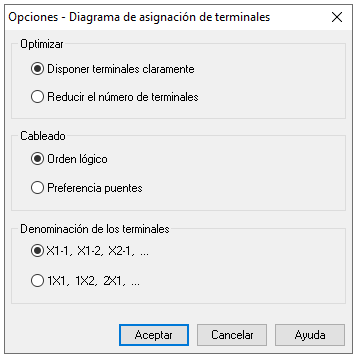 Opciones - Diagrama de asignación de terminales
Optimizar
Disponer terminales claramente
Reducir el número de terminales
Cableado
Orden lógico
Preferencia puentes
Denominación de los terminales
X1-1, X1-2, X2-1, ...
1X1, 1X2, 2X1, ...
Aceptar Cancelar Ayuda